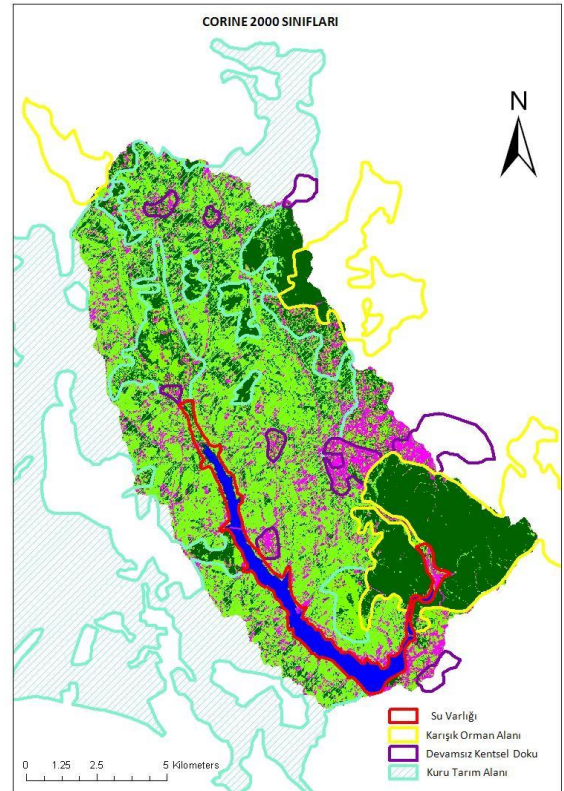 CORINE 2000 SINIFLARI
N
Su Varlığı
Karışık Orman Alanı
Devamsız Kentsel Doku
Kuru Tarım Alanı
0 1.25 2.5 5 Kilometers